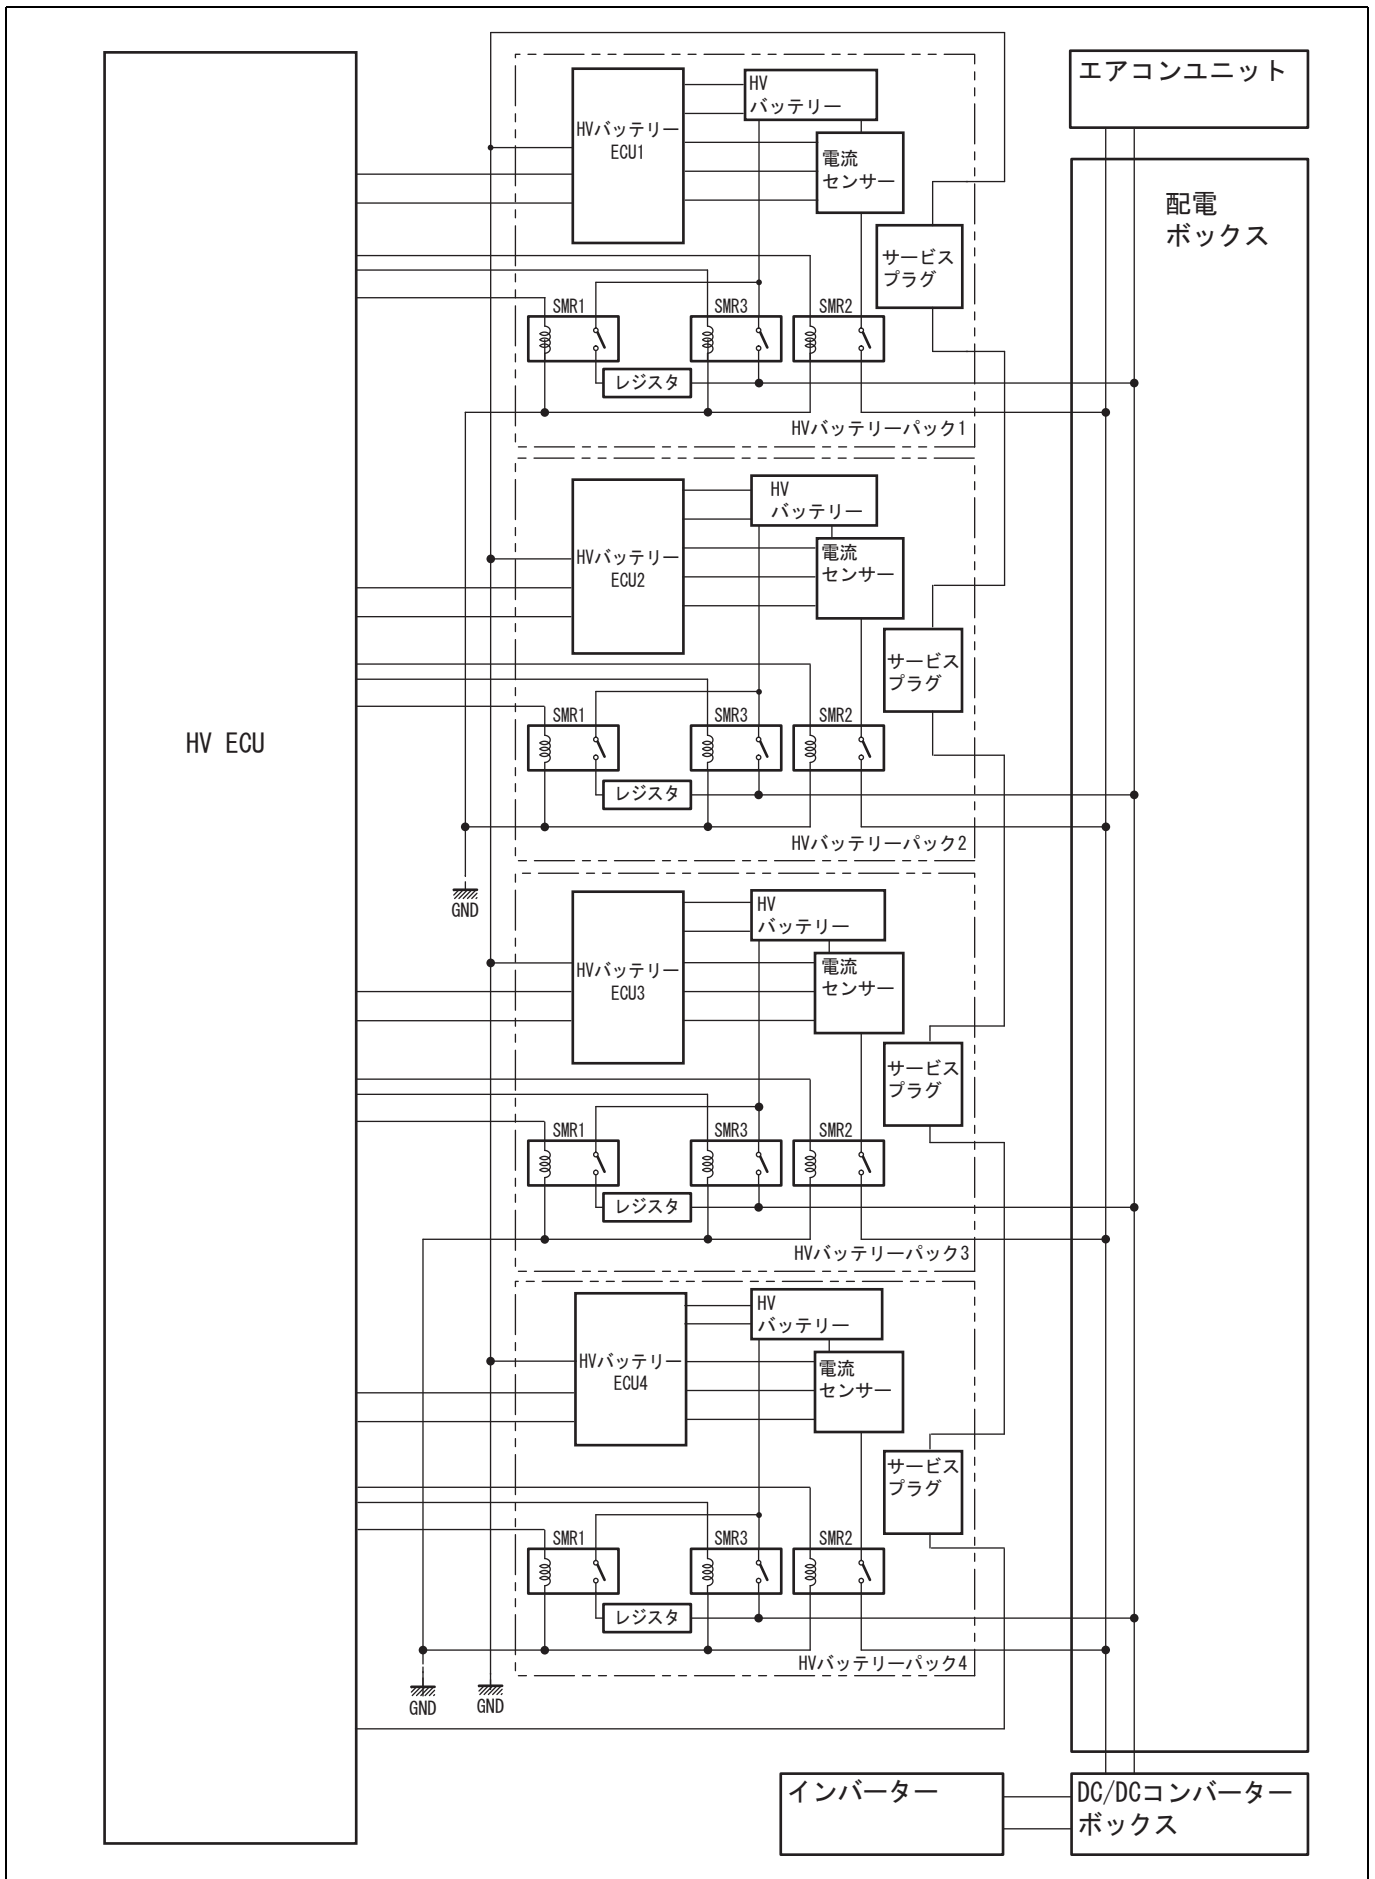 HV ECU
HVバッテリー
ECU1
HV
バッテリー
電流
センサー
サービス
プラグ
SMR1
SMR3
SMR2
レジスタ
HVバッテリーパック1
HVバッテリー
ECU2
HV
バッテリー
電流
センサー
サービス
プラグ
SMR1
SMR3
SMR2
レジスタ
HVバッテリーパック2
GND
HVバッテリー
ECU3
HV
バッテリー
電流
センサー
サービス
プラグ
SMR1
SMR3
SMR2
レジスタ
HVバッテリーパック3
HVバッテリー
ECU4
HV
バッテリー
電流
センサー
サービス
プラグ
SMR1
SMR3
SMR2
レジスタ
HVバッテリーパック4
GND
GND
エアコンユニット
配電
ボックス
インバーター
DC/DCコンバーター
ボックス